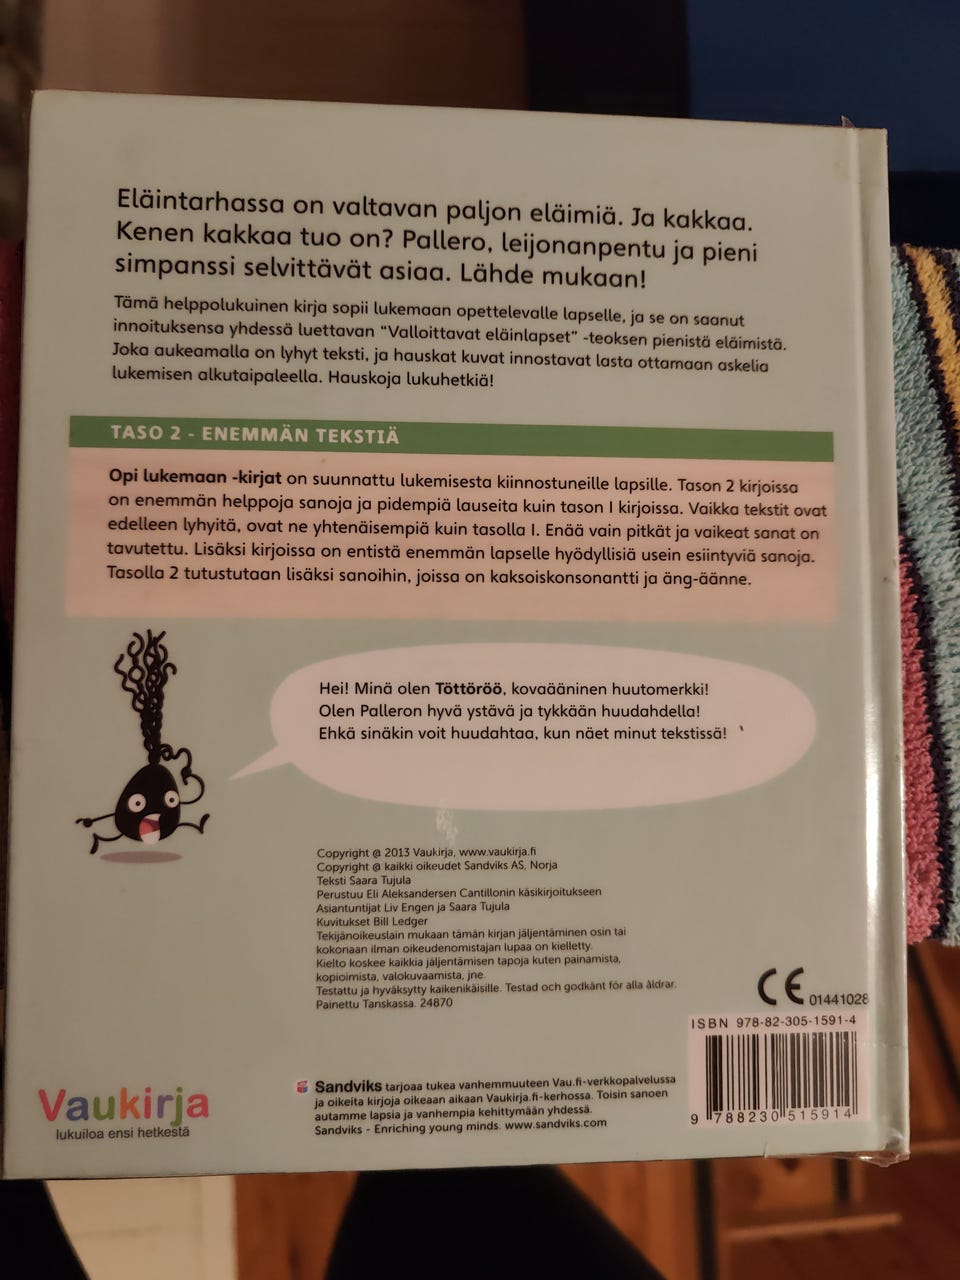 Eläintarhassa on valtavan paljon eläimiä. Ja kakkaa.
Kenen kakkaa tuo on? Pallero, leijonanpentu ja pieni
simpanssi selvittävät asiaa. Lähde mukaan!
Tämä helppolukuinen kirja sopii lukemaan opettelevalle lapselle, ja se on saanut
innoituksensa yhdessä luettavan “Valloittavat eläinlapset” -teoksen pienistä eläimistä.
Joka aukeamalla on lyhyt teksti, ja hauskat kuvat innostavat lasta ottamaan askelia
lukemisen alkutaipaleella. Hauskoja lukuhetkiä!
TASO 2 - ENEMMÄN TEKSTIÄ
Opi lukemaan -kirjat on suunnattu lukemisesta kiinnostuneille lapsille. Tason 2 kirjoissa
on enemmän helppoja sanoja ja pidempiä lauseita kuin tason I kirjoissa. Vaikka tekstit ovat
edelleen lyhyitä, ovat ne yhtenäisempiä kuin tasolla I. Enää vain pitkät ja vaikeat sanat on
tavutettu. Lisäksi kirjoissa on entistä enemmän lapselle hyödyllisiä usein esiintyviä sanoja.
Tasolla 2 tutustutaan lisäksi sanoihin, joissa on kaksoiskonsonantti ja äng-äänne.
Hei! Minä olen Töttöröö, kovaääninen huutomerkki!
Olen Palleron hyvä ystävä ja tykkään huudahdella!
Ehkä sinäkin voit huudahtaa, kun näet minut tekstissä!
Copyright @ 2013 Vaukirja, www.vaukirja.fi
Copyright @ kaikki oikeudet Sandviks AS, Norja
Teksti Saara Tujula
Perustuu Eli Aleksandersen Cantillonin käsikirjoitukseen
Asiantuntijat Liv Engen ja Saara Tujula
Kuvitukset Bill Ledger
Tekijänoikeuslain mukaan tämän kirjan jäljentäminen osin tai
kokonaan ilman oikeudenomistajan lupaa on kielletty.
Kielto koskee kaikkia jäljentämisen tapoja kuten painamista,
kopioimista, valokuvaamista, jne.
Testattu ja hyväksytty kaikenikäisille. Testad och godkänt för alla åldrar.
Painettu Tanskassa. 24870
CE 01441028
ISBN 978-82-305-1591-4
9 788230 515914
Vaukirja
lukuiloa ensi hetkestä
Sandviks tarjoaa tukea vanhemmuuteen Vau.fi-verkkopalvelussa
ja oikeita kirjoja oikeaan aikaan Vaukirja.fi-kerhossa. Toisin sanoen
autamme lapsia ja vanhempia kehittymään yhdessä.
Sandviks - Enriching young minds. www.sandviks.com